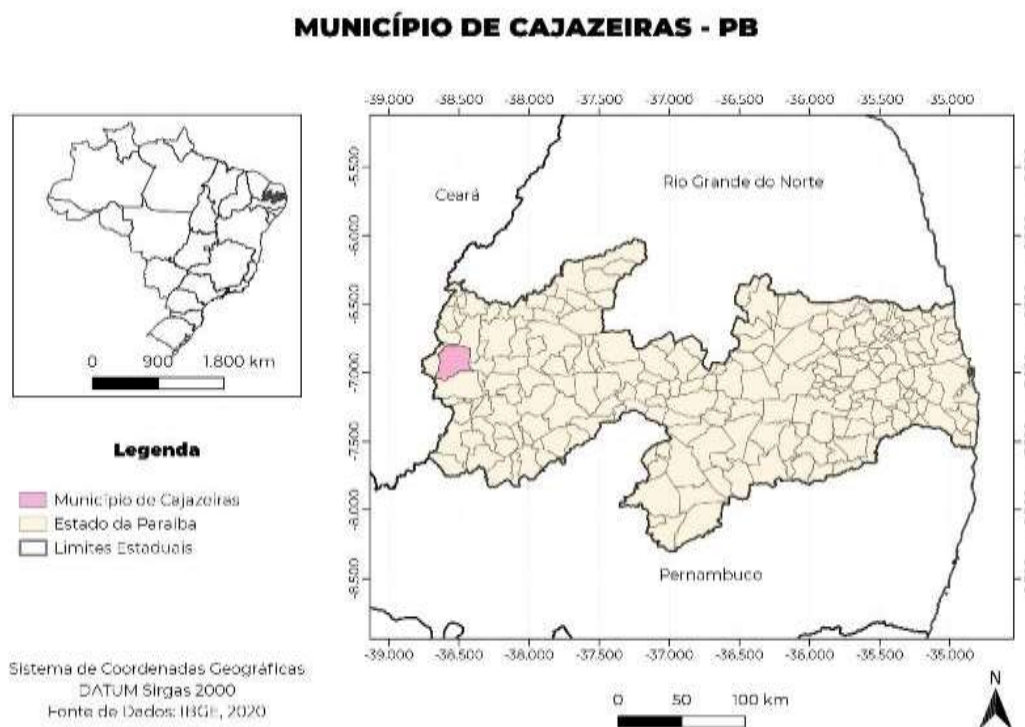 MUNICÍPIO DE CAJAZEIRAS - PB
-39.000 -38.500 -38.000 -37.500 -37.000 -36.500 -36.000 -35.500 -35.000
Ceará
Rio Grande do Norte
-5.500
-6.000
-6.500
-7.000
-7.500
-8.000
-8.500
Pernambuco
-39.000 -38.500 -38.000 -37.500 -37.000 -36.500 -36.000 -35.500 -35.000
0 900 1.800 km
Legenda
Município de Cajazeiras
Estado da Paraíba
Limites Estaduais
Sistema de Coordenadas Geográficas
DATUM Sirgas 2000
Fonte de Dados: IBGE, 2020
0 50 100 km
N